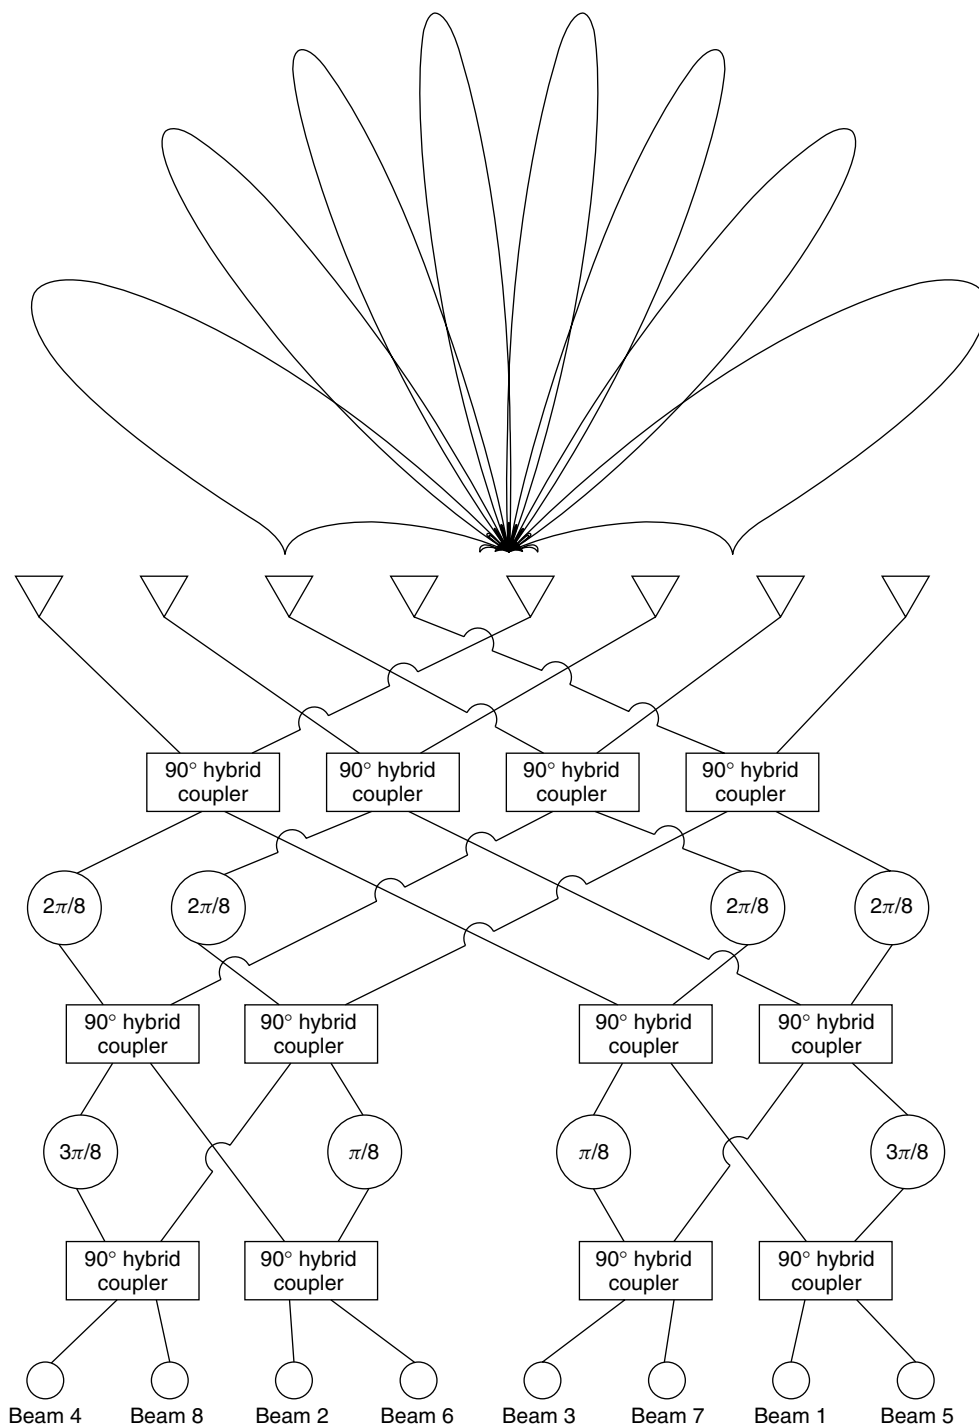 90° hybrid coupler
90° hybrid coupler
90° hybrid coupler
90° hybrid coupler
2π/8
2π/8
2π/8
2π/8
90° hybrid coupler
90° hybrid coupler
90° hybrid coupler
90° hybrid coupler
3π/8
π/8
π/8
3π/8
90° hybrid coupler
90° hybrid coupler
90° hybrid coupler
90° hybrid coupler
Beam 4
Beam 8
Beam 2
Beam 6
Beam 3
Beam 7
Beam 1
Beam 5